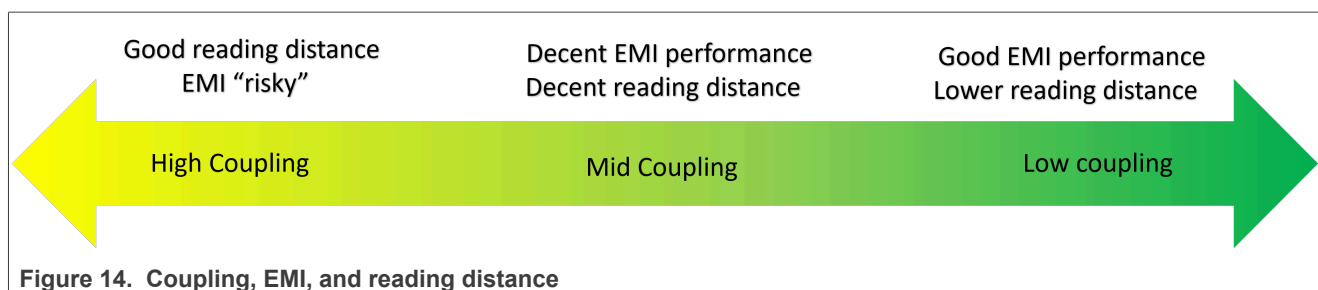 Good reading distance
EMI “risky”
Decent EMI performance
Decent reading distance
Good EMI performance
Lower reading distance
High Coupling
Mid Coupling
Low coupling
Figure 14. Coupling, EMI, and reading distance